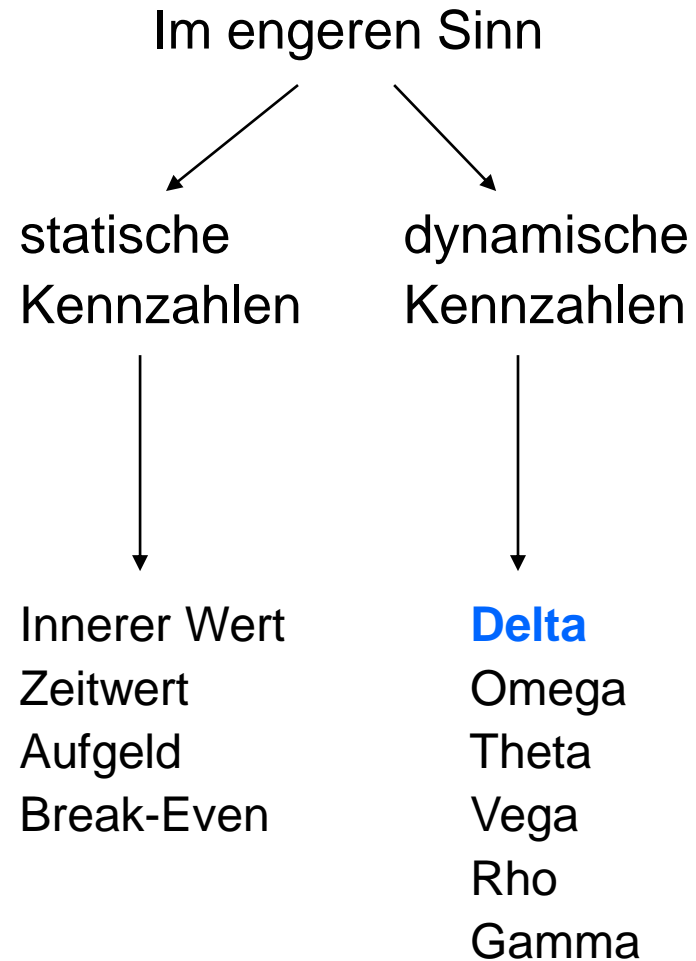 Im engeren Sinn
statische
Kennzahlen
dynamische
Kennzahlen
Innerer Wert
Zeitwert
Aufgeld
Break-Even
Delta
Omega
Theta
Vega
Rho
Gamma